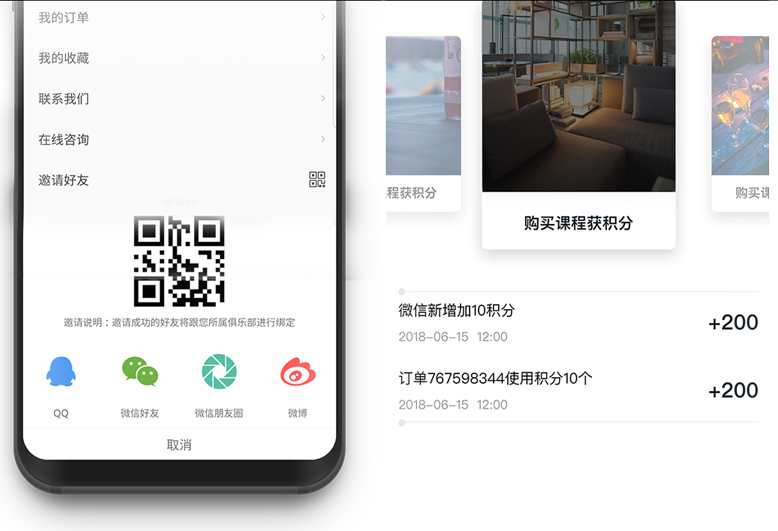 我的订单
我的收藏
联系我们
在线咨询
邀请好友
邀请说明：邀请成功的好友将跟您所属俱乐部进行绑定
QQ
微信好友
微信朋友圈
微博
取消
程获积分
购买课程获积分
购买课
微信新增加10积分
2018-06-15 12:00
+200
订单767598344使用积分10个
2018-06-15 12:00
+200